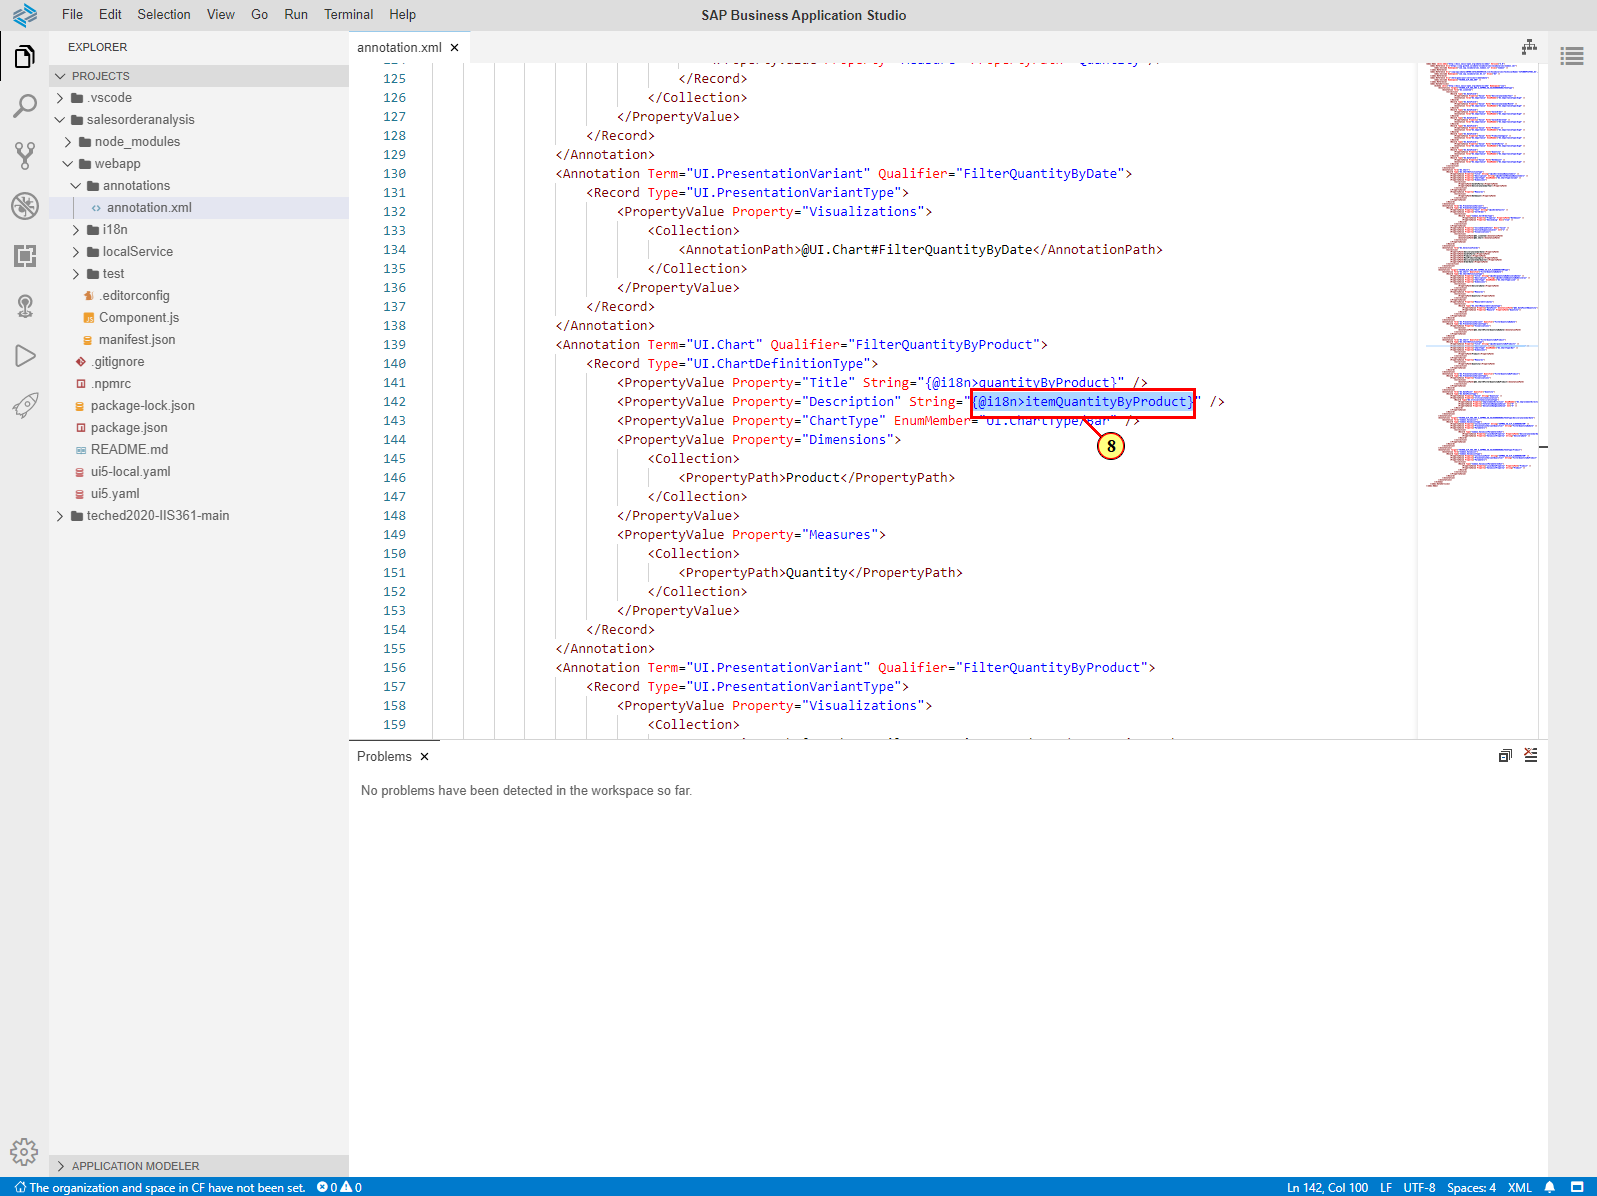 File Edit Selection View Go Run Terminal Help
SAP Business Application Studio
EXPLORER
PROJECTS
.vscode
salesorderanalysis
node_modules
webapp
annotations
annotation.xml
i18n
localService
test
.editorconfig
Component.js
manifest.json
.gitignore
.npmrc
package-lock.json
package.json
README.md
ui5-local.yaml
ui5.yaml
teched2020-IIS361-main
APPLICATION MODELER
annotation.xml
125 </Record>
126 </Collection>
127 </PropertyValue>
128 </Record>
129 </Annotation>
130 <Annotation Term="UI.PresentationVariant" Qualifier="FilterQuantityByDate">
131 <Record Type="UI.PresentationVariantType">
132 <PropertyValue Property="Visualizations">
133 <Collection>
134 <AnnotationPath>@UI.Chart#FilterQuantityByDate</AnnotationPath>
135 </Collection>
136 </PropertyValue>
137 </Record>
138 </Annotation>
139 <Annotation Term="UI.Chart" Qualifier="FilterQuantityByProduct">
140 <Record Type="UI.ChartDefinitionType">
141 <PropertyValue Property="Title" String="{@i18n>quantityByProduct}" />
142 <PropertyValue Property="Description" String="{@i18n>itemQuantityByProduct}" />
143 <PropertyValue Property="ChartType" EnumMember="UI.ChartType/Bar" />
8
144 <PropertyValue Property="Dimensions">
145 <Collection>
146 <PropertyPath>Product</PropertyPath>
147 </Collection>
148 </PropertyValue>
149 <PropertyValue Property="Measures">
150 <Collection>
151 <PropertyPath>Quantity</PropertyPath>
152 </Collection>
153 </PropertyValue>
154 </Record>
155 </Annotation>
156 <Annotation Term="UI.PresentationVariant" Qualifier="FilterQuantityByProduct">
157 <Record Type="UI.PresentationVariantType">
158 <PropertyValue Property="Visualizations">
159 <Collection>
Problems
No problems have been detected in the workspace so far.
The organization and space in CF have not been set. 0 0
Ln 142, Col 100 LF UTF-8 Spaces: 4 XML